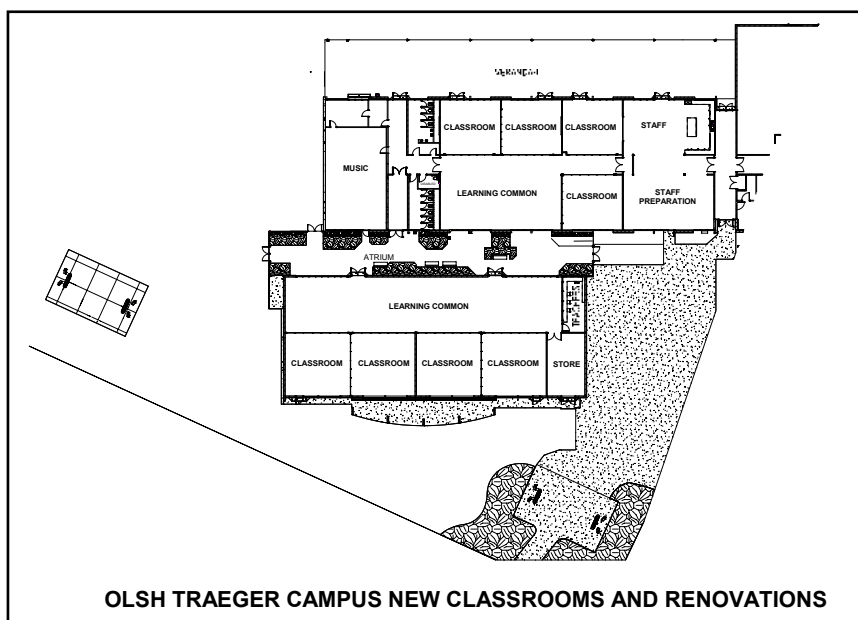 VERANDAH
CLASSROOM CLASSROOM CLASSROOM STAFF
MUSIC
LEARNING COMMON CLASSROOM STAFF
PREPARATION
ATRIUM
LEARNING COMMON
CLASSROOM CLASSROOM CLASSROOM CLASSROOM STORE
OLSH TRAEGER CAMPUS NEW CLASSROOMS AND RENOVATIONS